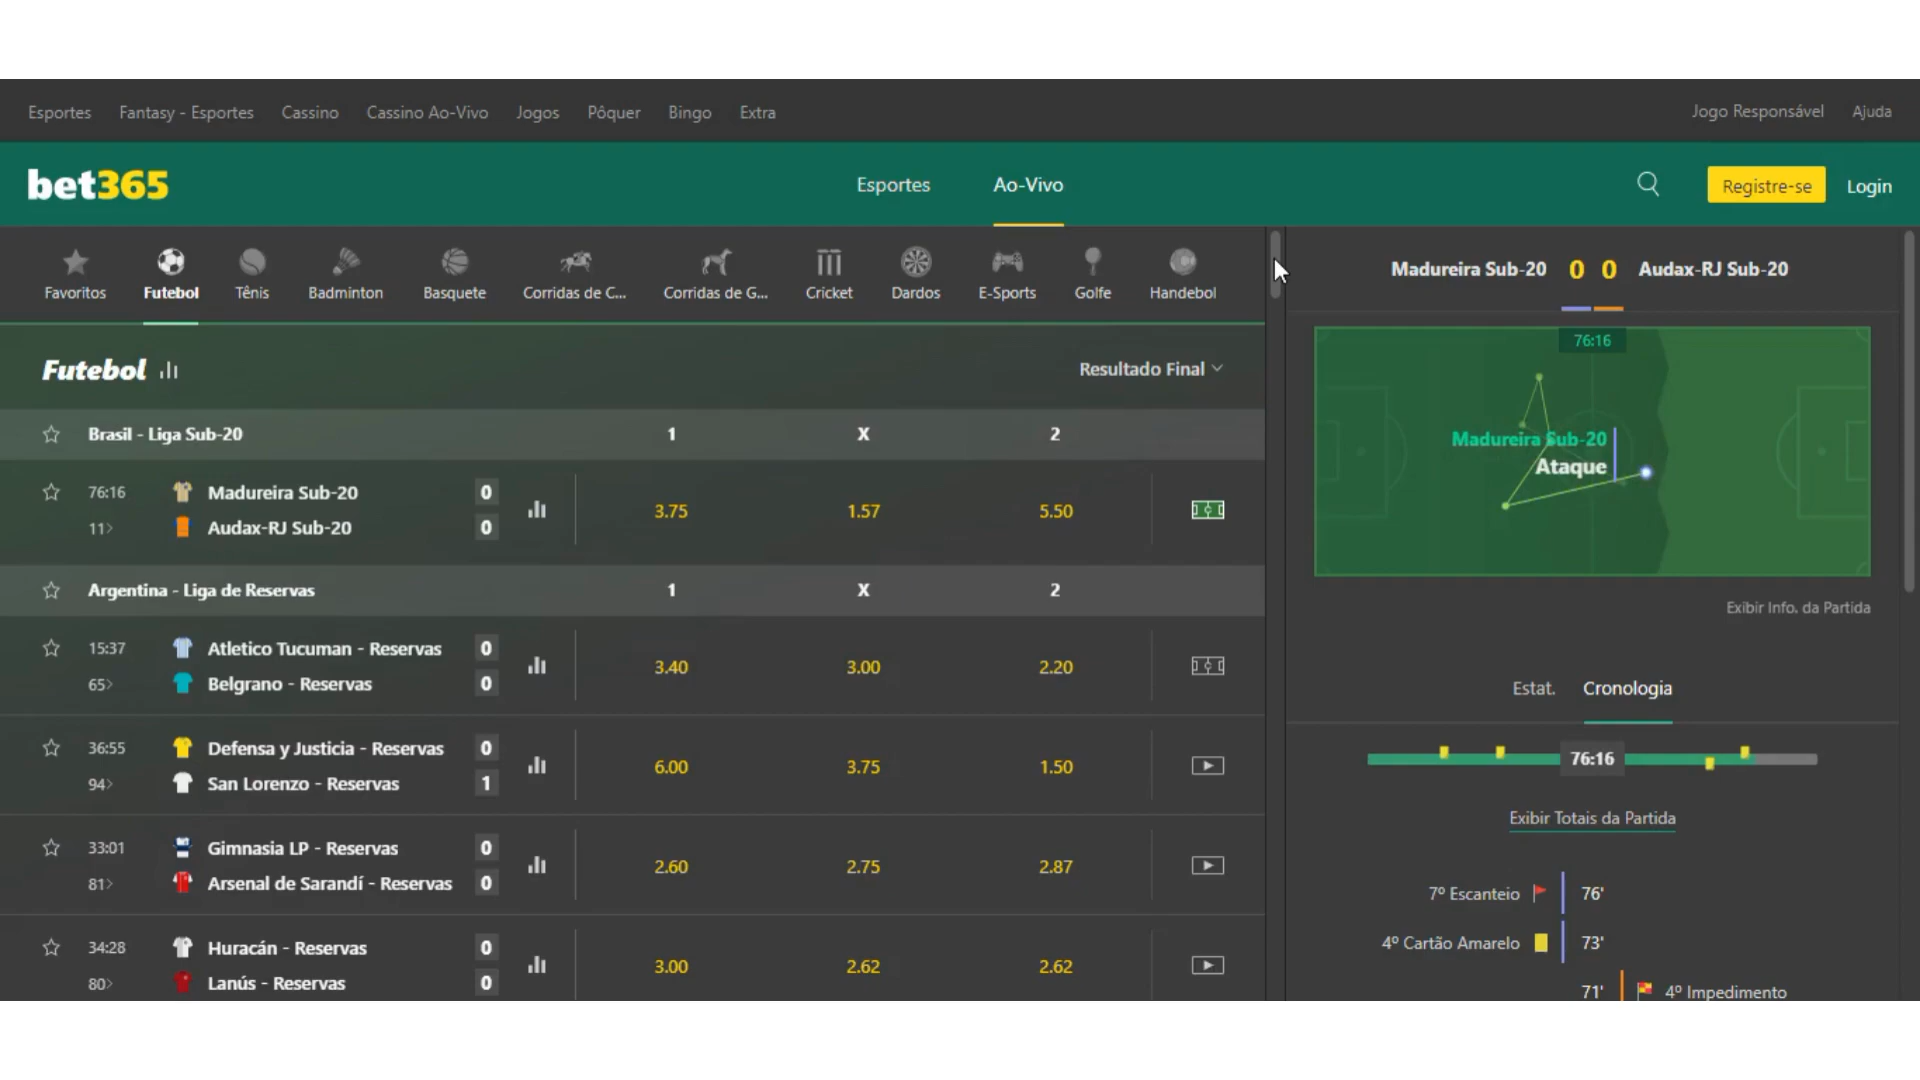 Esportes Fantasy - Esportes Cassino Cassino Ao-Vivo Jogos Pôquer Bingo Extra Jogo Responsável Ajuda
bet365 Esportes Ao-Vivo Registre-se Login
Favoritos Futebol Tênis Badminton Basquete Corridas de C... Corridas de G... Cricket Dardos E-Sports Golfe Handebol
Futebol Resultado Final
Brasil - Liga Sub-20 1 X 2
76:16 Madureira Sub-20 0
11> Audax-RJ Sub-20 0
3.75 1.57 5.50
Argentina - Liga de Reservas 1 X 2
15:37 Atletico Tucuman - Reservas 0
65> Belgrano - Reservas 0
3.40 3.00 2.20
36:55 Defensa y Justicia - Reservas 0
94> San Lorenzo - Reservas 1
6.00 3.75 1.50
33:01 Gimnasia LP - Reservas 0
81> Arsenal de Sarandí - Reservas 0
2.60 2.75 2.87
34:28 Huracán - Reservas 0
80> Lanús - Reservas 0
3.00 2.62 2.62
Madureira Sub-20 0 0 Audax-RJ Sub-20
76:16
Madureira Sub-20
Ataque
Exibir Info. da Partida
Estat. Cronologia
76:16
Exibir Totais da Partida
7º Escanteio 76'
4º Cartão Amarelo 73'
71' 4º Impedimento